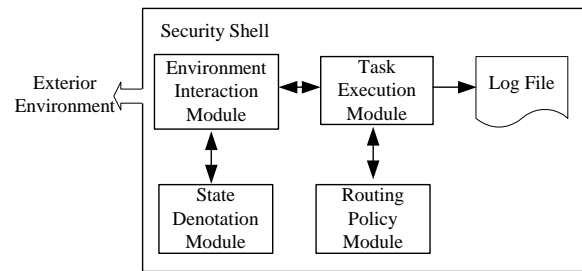 Security Shell
Exterior
Environment
Environment
Interaction
Module
Task
Execution
Module
Log File
State
Denotation
Module
Routing
Policy
Module